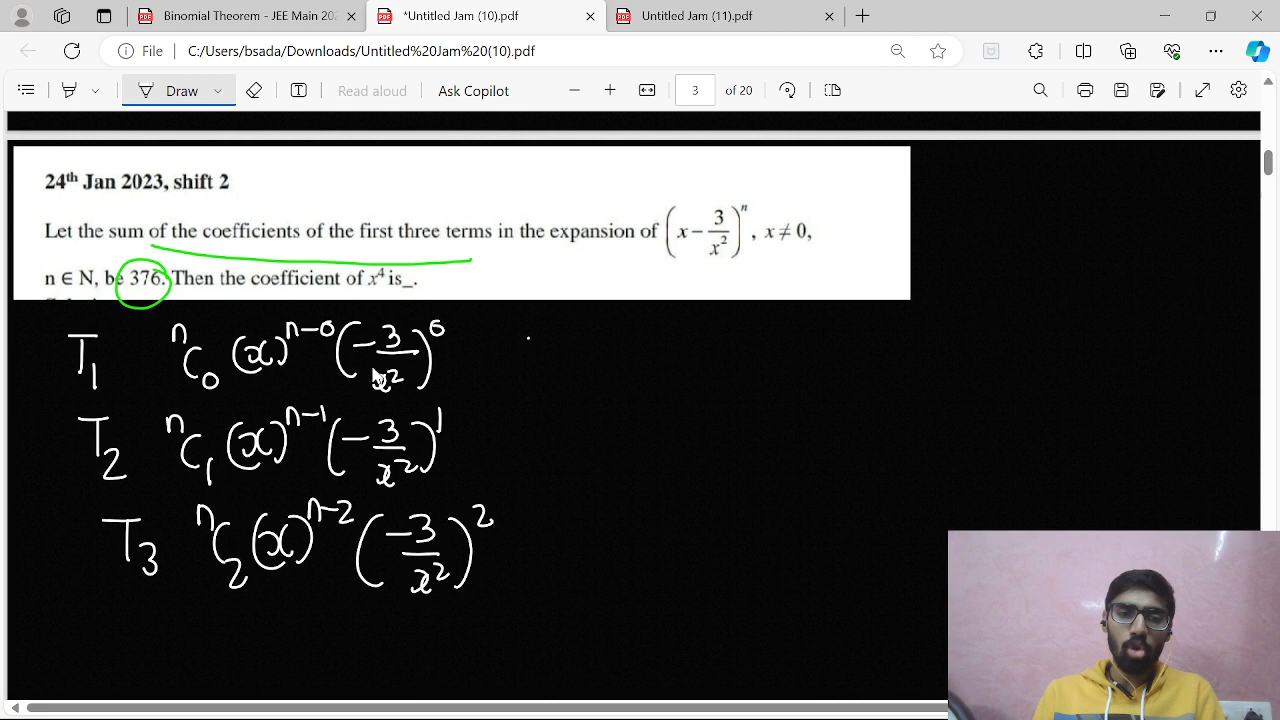 Binomial Theorem - JEE Main 202
*Untitled Jam (10).pdf
Untitled Jam (11).pdf
File
C:/Users/bsada/Downloads/Untitled%20Jam%20(10).pdf
Draw
Read aloud
Ask Copilot
3 of 20
24th Jan 2023, shift 2
Let the sum of the coefficients of the first three terms in the expansion of (x − 3/x²)ⁿ, x ≠ 0,
n ∈ N, be 376. Then the coefficient of x⁴ is_.
T₁ ⁿC₀ (x)ⁿ⁻⁰ (−3/x²)⁰
T₂ ⁿC₁ (x)ⁿ⁻¹ (−3/x²)¹
T₃ ⁿC₂ (x)ⁿ⁻² (−3/x²)²